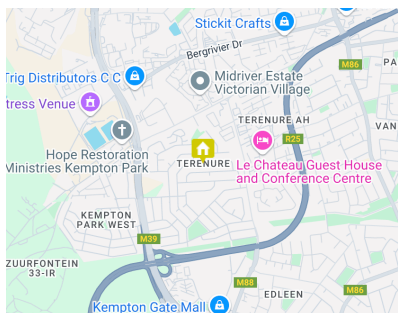 Stickit Crafts
Bergrivier Dr
M86
PA
Trig Distributors C C
Midriver Estate
Victorian Village
tress Venue
TERENURE AH
VAN
R25
Hope Restoration
Ministries Kempton Park
TERENURE
Le Chateau Guest House
and Conference Centre
KEMPTON
PARK WEST
M39
ZUURFONTEIN
33-IR
M88
EDLEEN
M86
Kempton Gate Mall